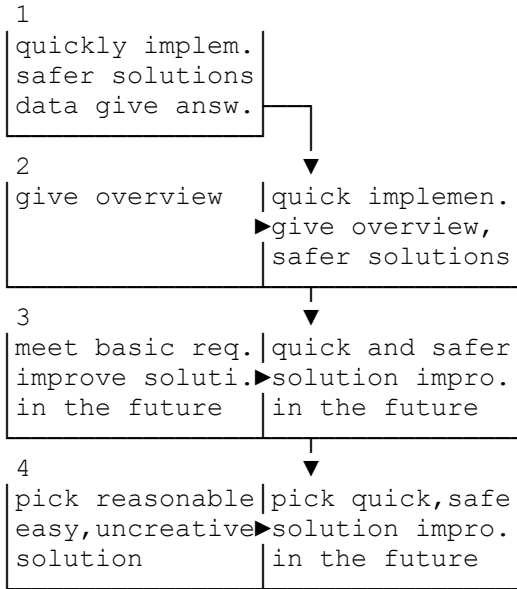 1
quickly implem.
safer solutions
data give answ.
2
give overview
quick implemen.
give overview,
safer solutions
3
meet basic req.
improve soluti.
in the future
quick and safer
solution impro.
in the future
4
pick reasonable
easy,uncreative
solution
pick quick,safe
solution impro.
in the future